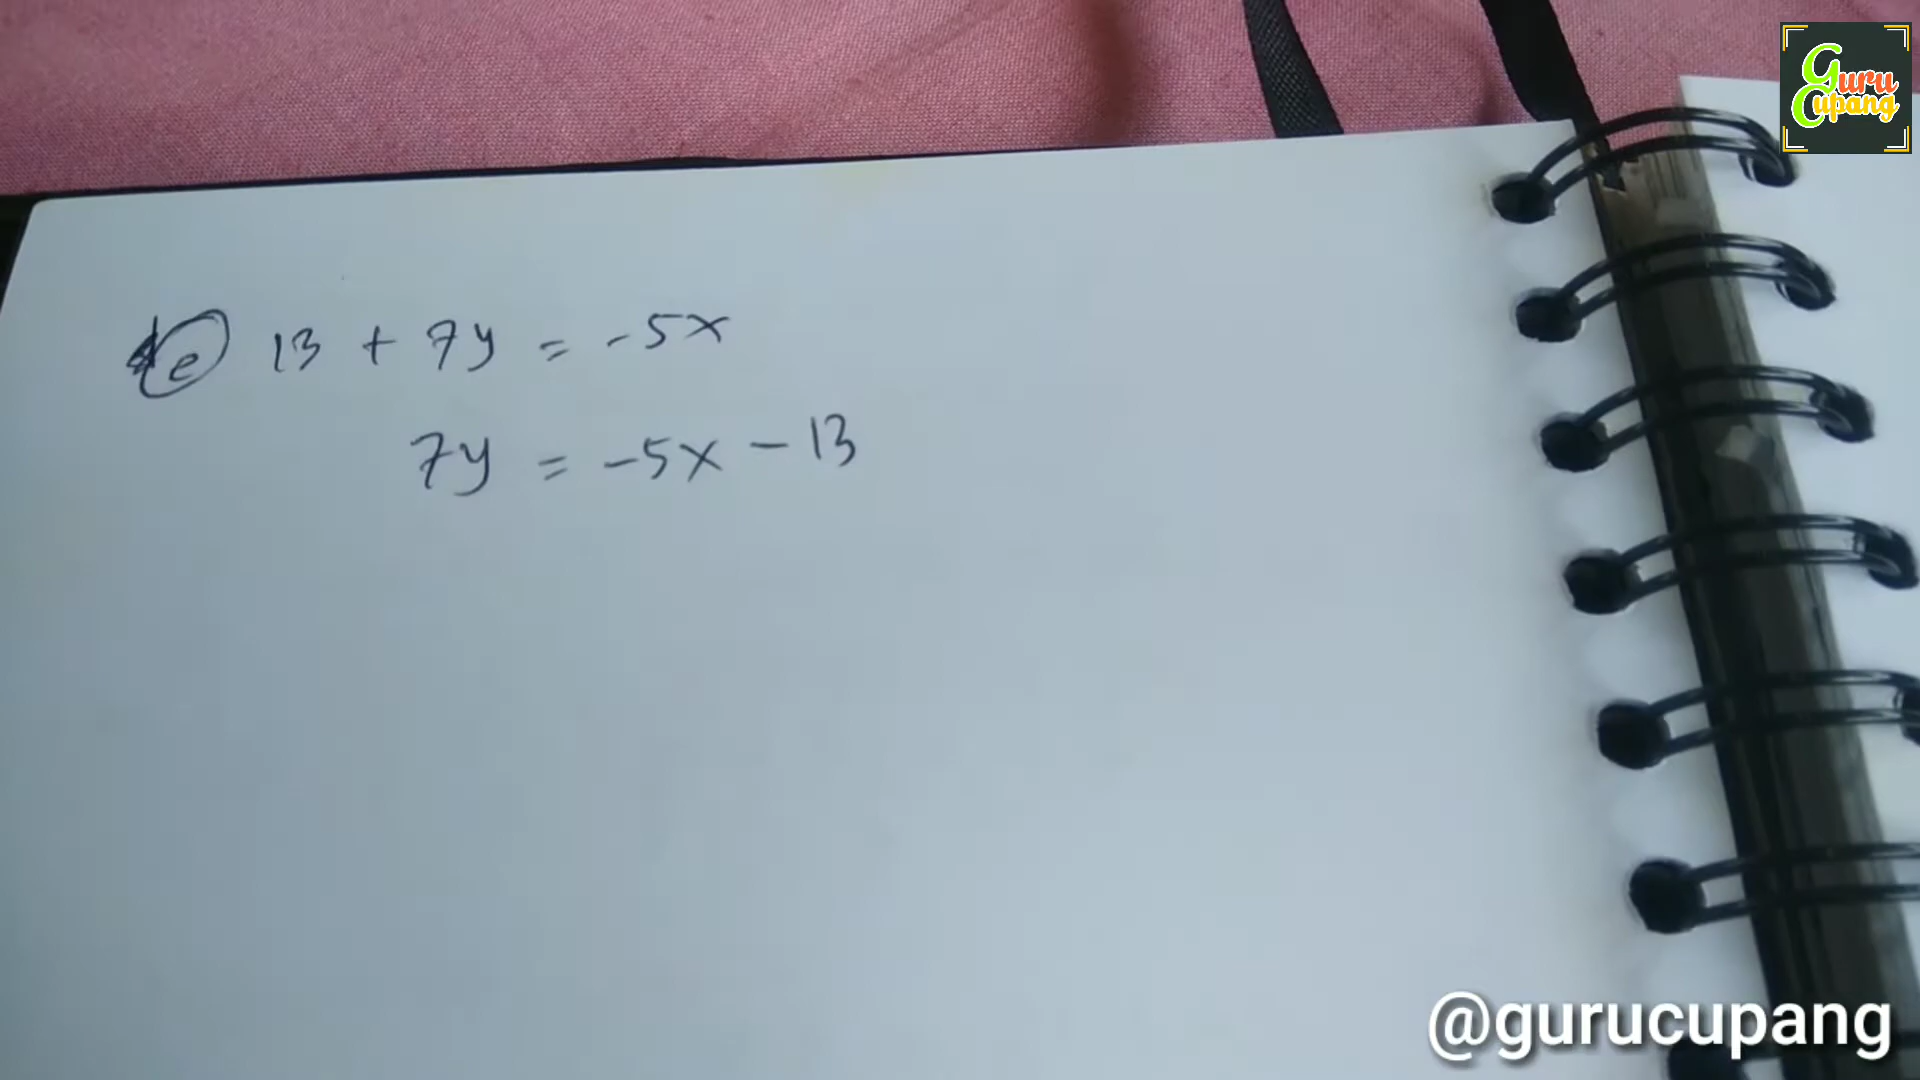 Guru
Cupang
e 13 + 7y = -5x
7y = -5x - 13
@gurucupang